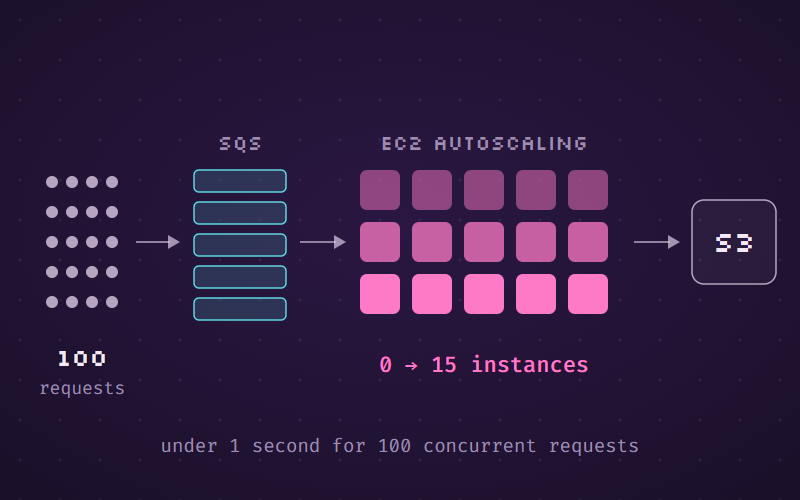 SQS
EC2 AUTOSCALING
S3
100
requests
0 → 15 instances
under 1 second for 100 concurrent requests